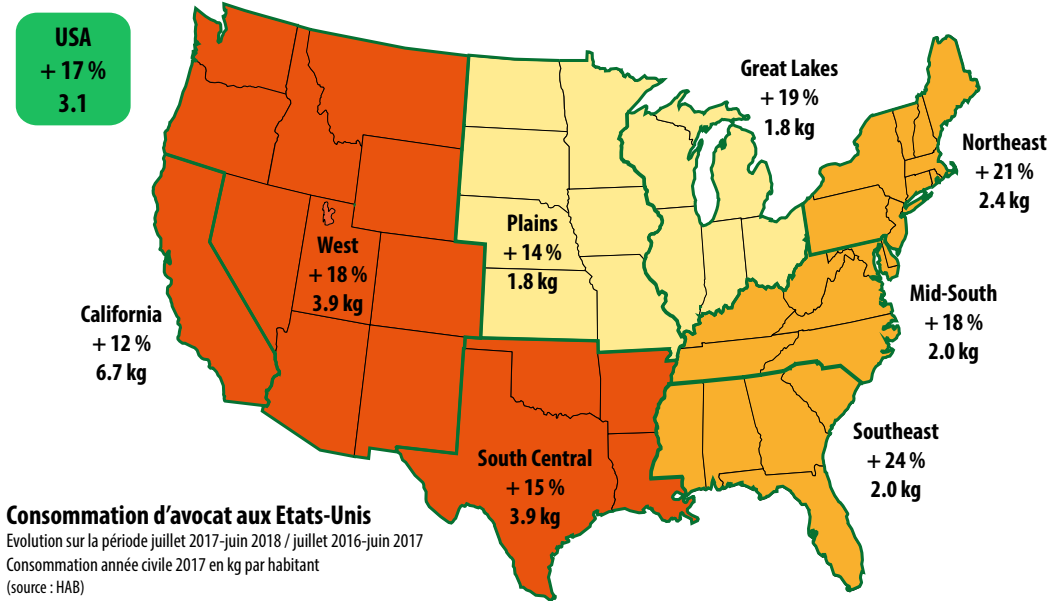 USA
+ 17 %
3.1
Great Lakes
+ 19 %
1.8 kg
Northeast
+ 21 %
2.4 kg
Plains
+ 14 %
1.8 kg
West
+ 18 %
3.9 kg
Mid-South
+ 18 %
2.0 kg
California
+ 12 %
6.7 kg
Southeast
+ 24 %
2.0 kg
South Central
+ 15 %
3.9 kg
Consommation d’avocat aux Etats-Unis
Evolution sur la période juillet 2017-juin 2018 / juillet 2016-juin 2017
Consommation année civile 2017 en kg par habitant
(source : HAB)